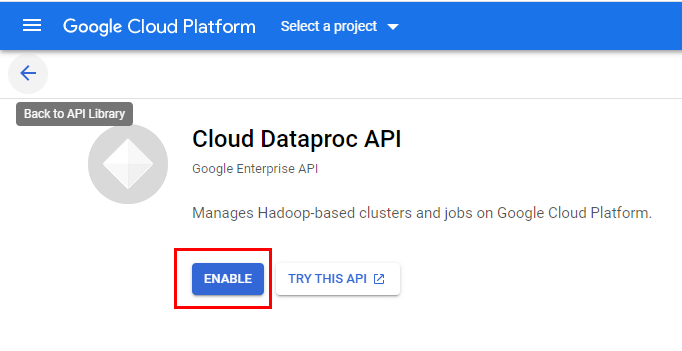 Google Cloud Platform Select a project
Back to API Library
Cloud Dataproc API
Google Enterprise API
Manages Hadoop-based clusters and jobs on Google Cloud Platform.
ENABLE TRY THIS API